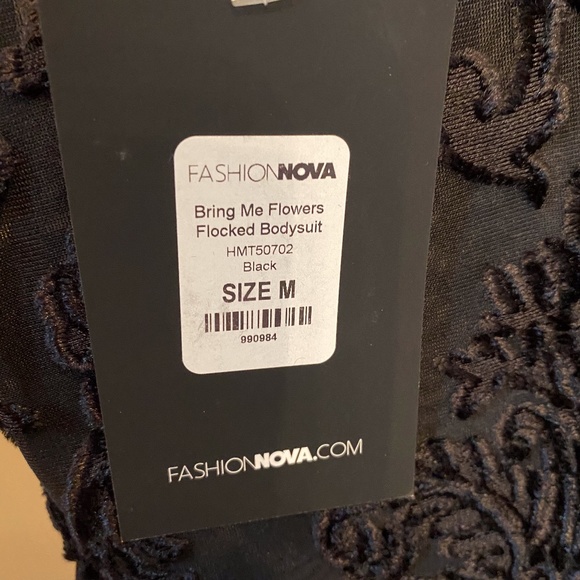 FASHIONNOVA
Bring Me Flowers
Flocked Bodysuit
HMT50702
Black
SIZE M
990984
FASHIONNOVA.COM